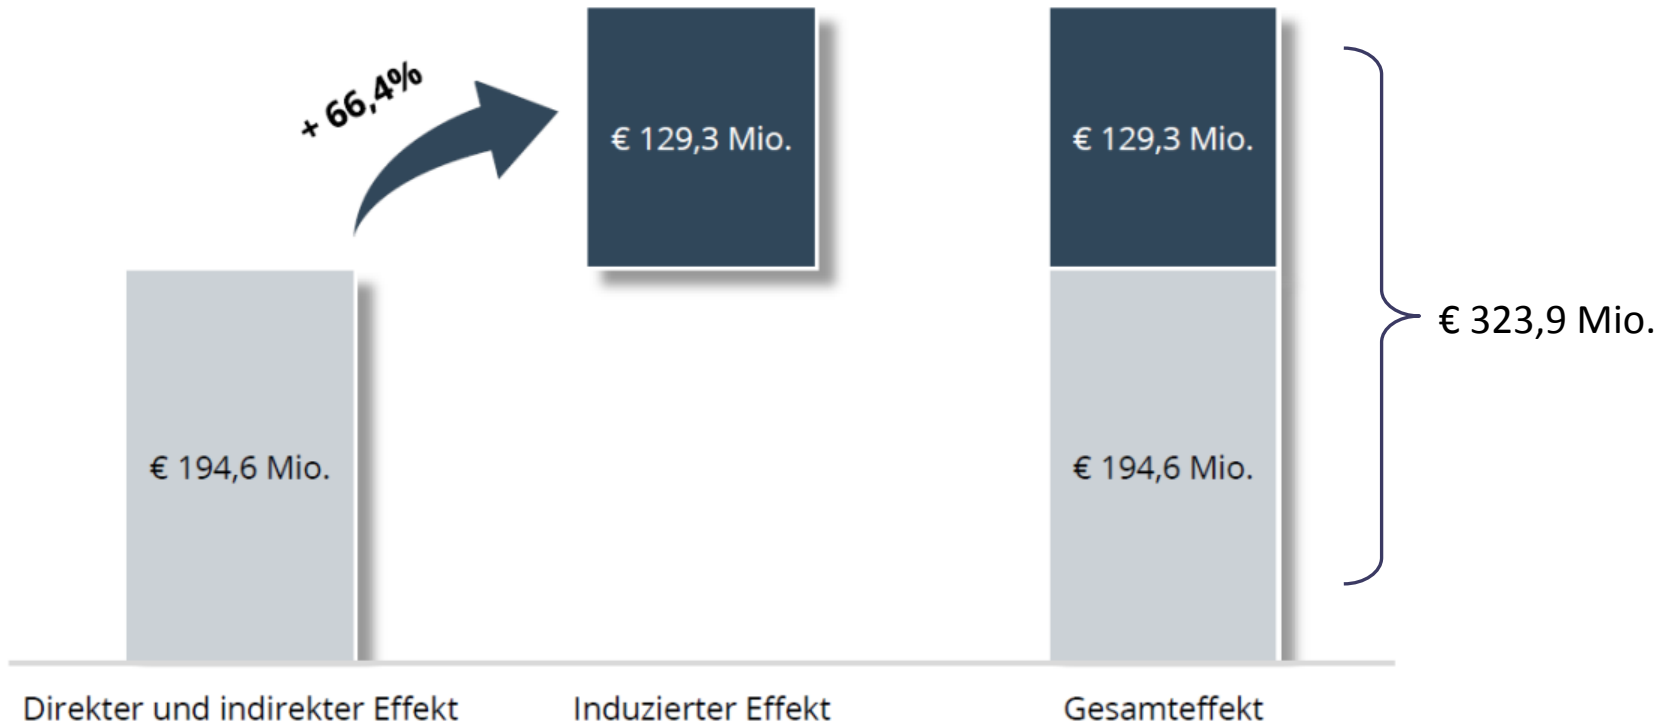 + 66,4%
€ 129,3 Mio.
€ 129,3 Mio.
€ 323,9 Mio.
€ 194,6 Mio.
€ 194,6 Mio.
Direkter und indirekter Effekt
Induzierter Effekt
Gesamteffekt